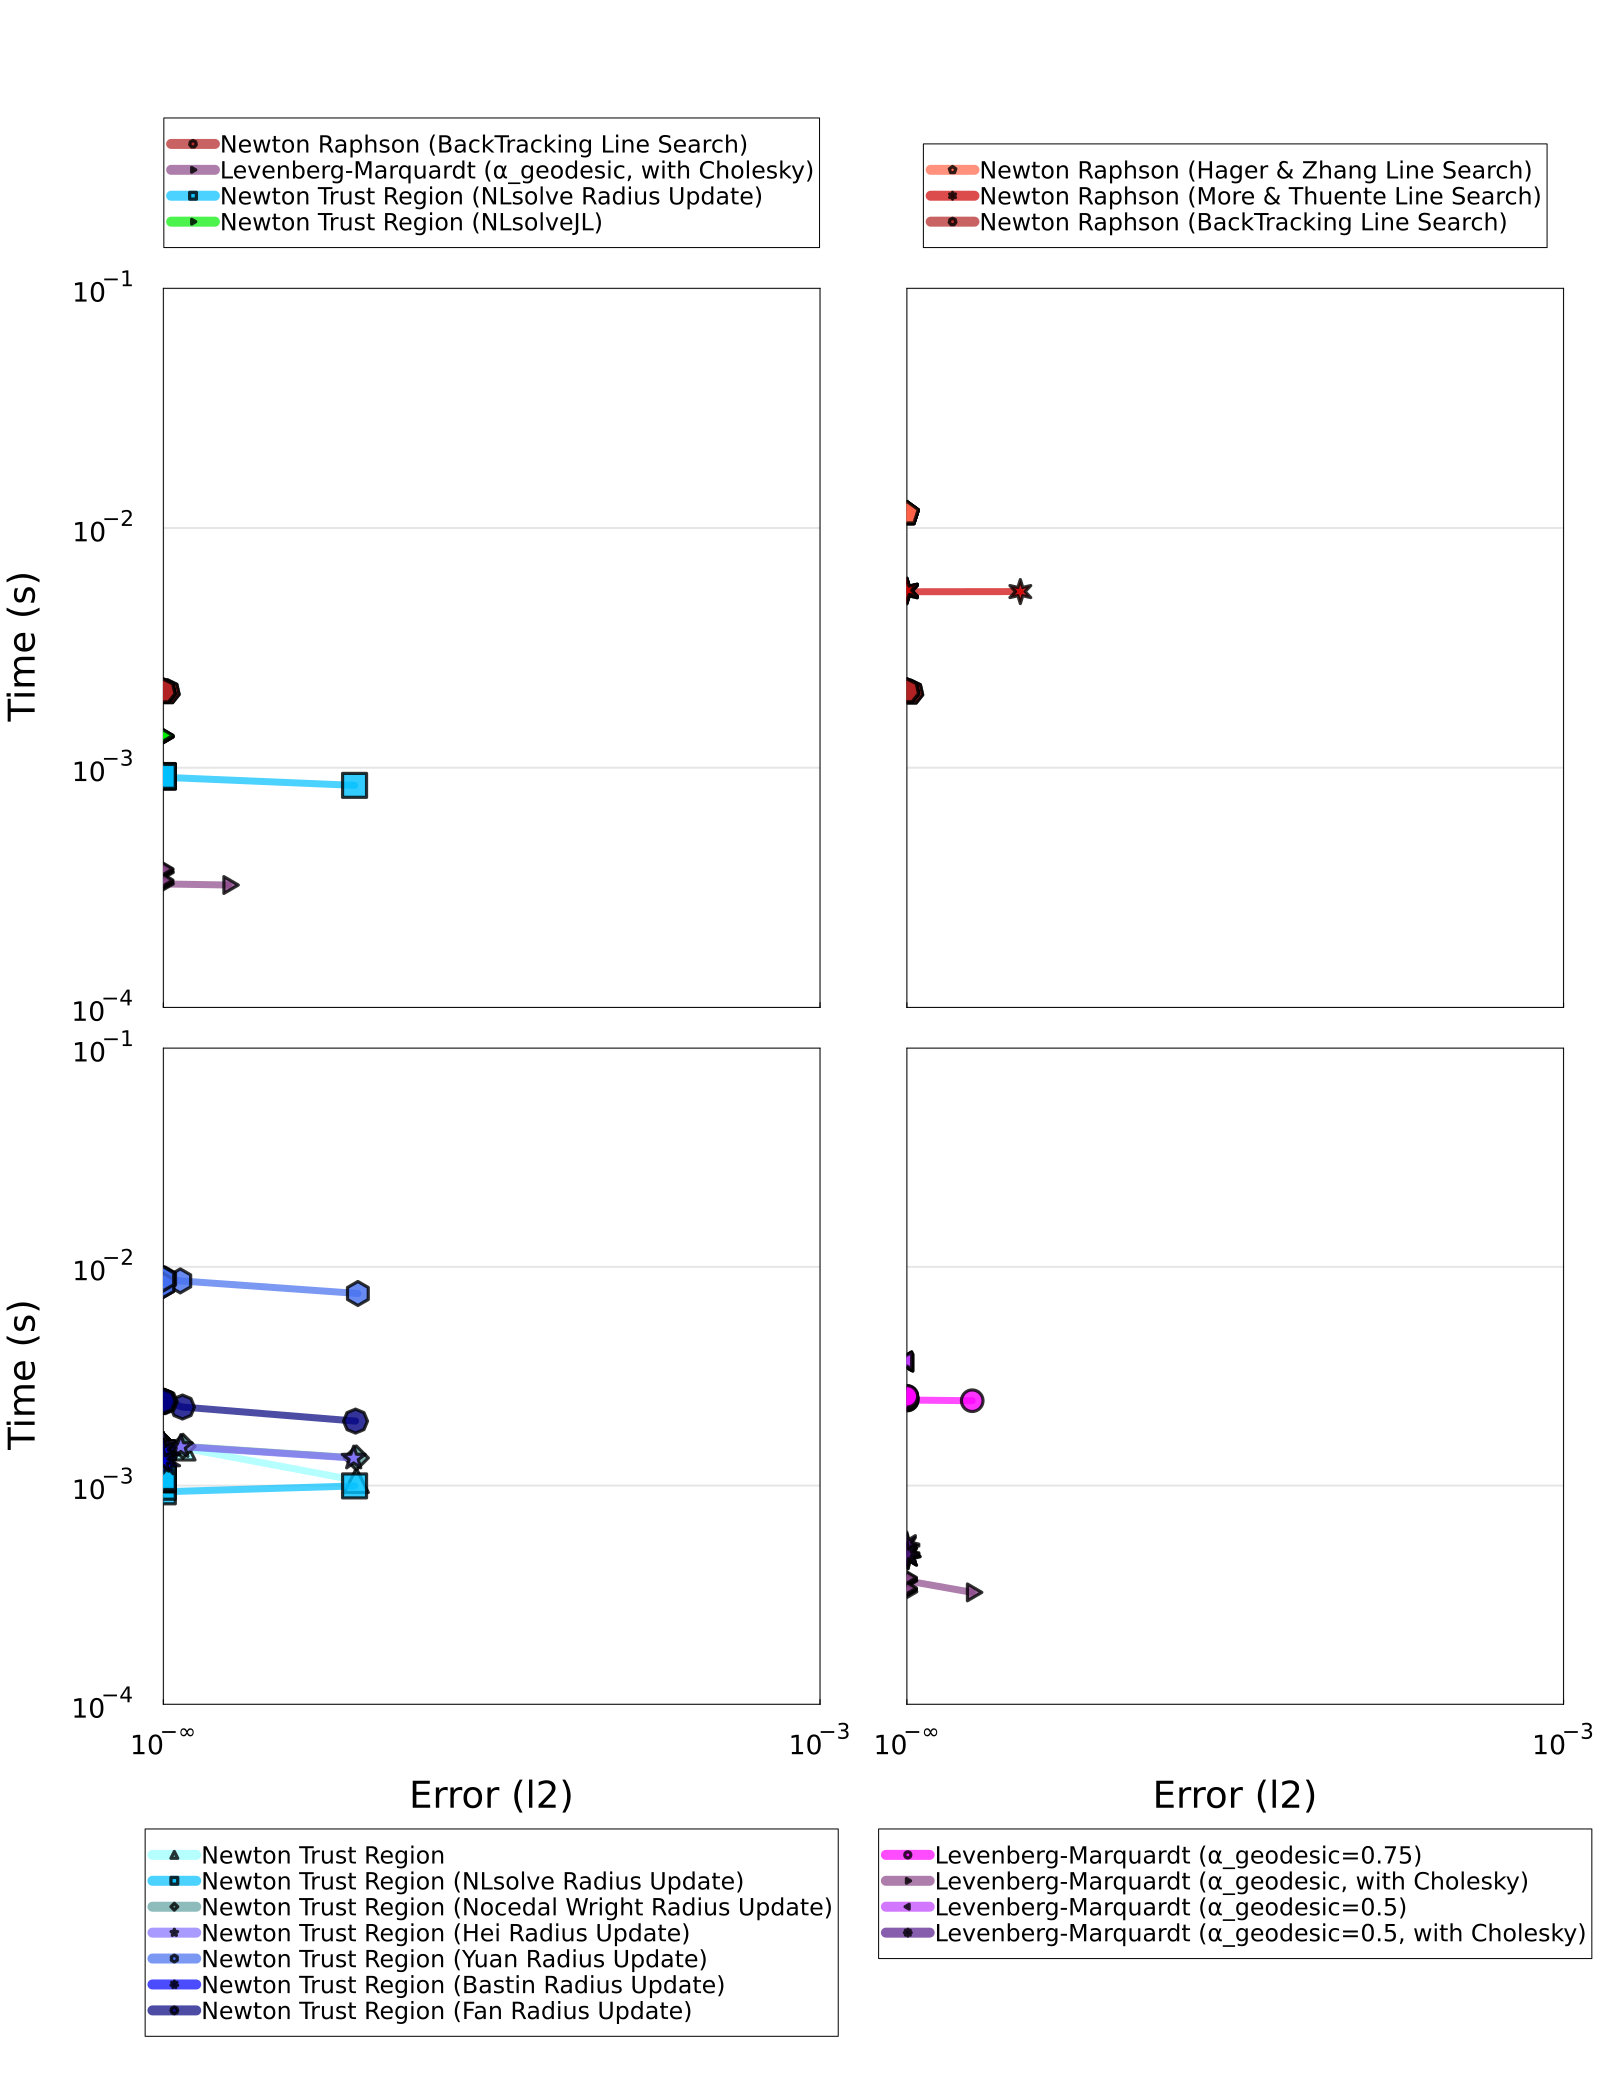 Newton Raphson (BackTracking Line Search)
Levenberg-Marquardt (α_geodesic, with Cholesky)
Newton Trust Region (NLsolve Radius Update)
Newton Trust Region (NLsolveJL)
Newton Raphson (Hager & Zhang Line Search)
Newton Raphson (More & Thuente Line Search)
Newton Raphson (BackTracking Line Search)
10⁻¹
10⁻²
10⁻³
10⁻⁴
Time (s)
10⁻¹
10⁻²
10⁻³
10⁻⁴
Time (s)
10^−∞
10⁻³
10^−∞
10⁻³
Error (l2)
Error (l2)
Newton Trust Region
Newton Trust Region (NLsolve Radius Update)
Newton Trust Region (Nocedal Wright Radius Update)
Newton Trust Region (Hei Radius Update)
Newton Trust Region (Yuan Radius Update)
Newton Trust Region (Bastin Radius Update)
Newton Trust Region (Fan Radius Update)
Levenberg-Marquardt (α_geodesic=0.75)
Levenberg-Marquardt (α_geodesic, with Cholesky)
Levenberg-Marquardt (α_geodesic=0.5)
Levenberg-Marquardt (α_geodesic=0.5, with Cholesky)